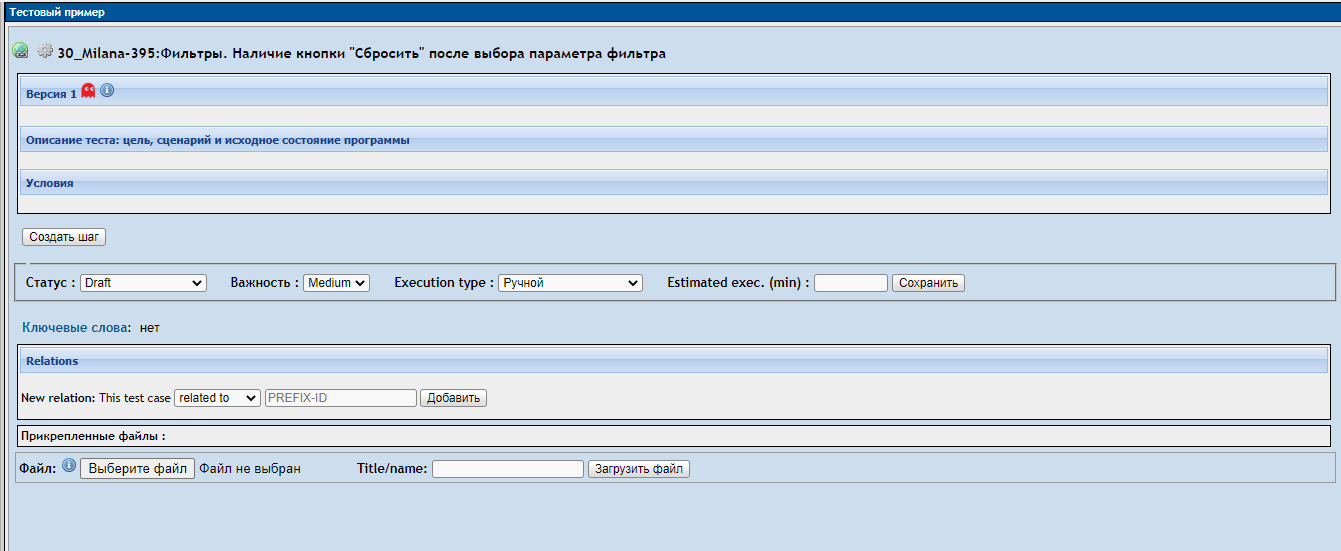 Тестовый пример
30_Milana-395:Фильтры. Наличие кнопки "Сбросить" после выбора параметра фильтра
Версия 1
Описание теста: цель, сценарий и исходное состояние программы
Условия
Создать шаг
Статус : Draft Важность : Medium Execution type : Ручной Estimated exec. (min) : Сохранить
Ключевые слова: нет
Relations
New relation: This test case related to PREFIX-ID Добавить
Прикрепленные файлы :
Файл: Выберите файл Файл не выбран Title/name: Загрузить файл